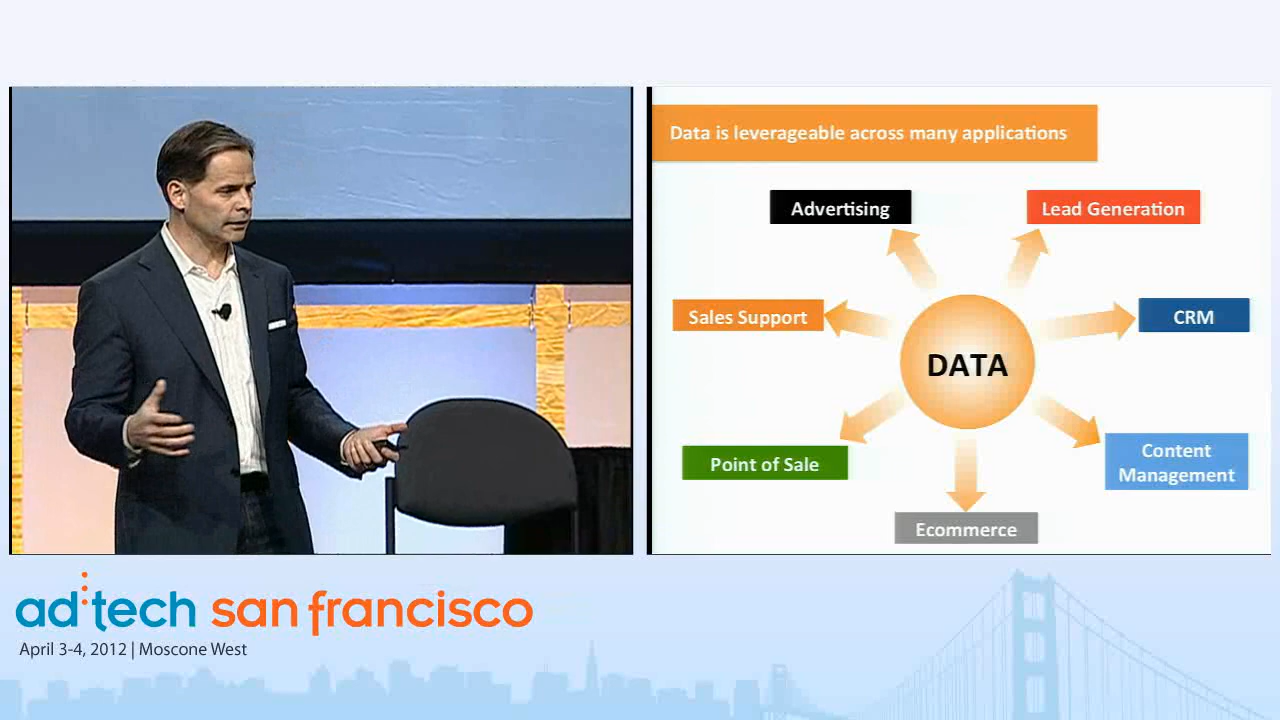 Data is leverageable across many applications
Advertising
Lead Generation
Sales Support
CRM
DATA
Point of Sale
Content
Management
Ecommerce
ad:tech san francisco
April 3-4, 2012 | Moscone West